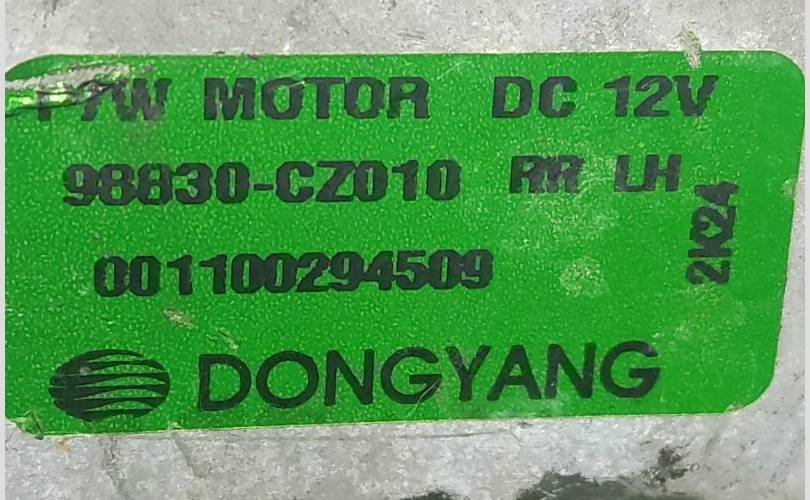 P/W MOTOR DC 12V
98830-CZ010 RR LH
2K24
001100294509
DONGYANG